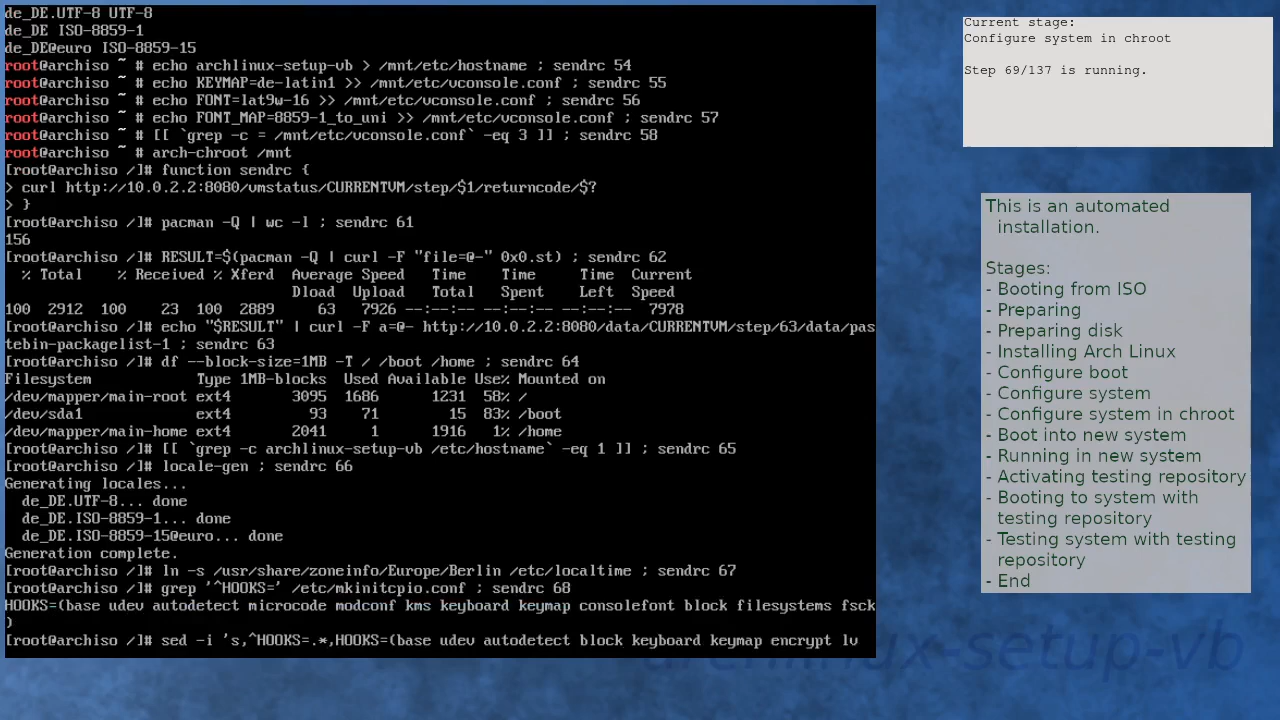 de_DE.UTF-8 UTF-8
de_DE ISO-8859-1
de_DE@euro ISO-8859-15
root@archiso ~ # echo archlinux-setup-vb > /mnt/etc/hostname ; sendrc 54
root@archiso ~ # echo KEYMAP=de-latin1 >> /mnt/etc/vconsole.conf ; sendrc 55
root@archiso ~ # echo FONT=lat9w-16 >> /mnt/etc/vconsole.conf ; sendrc 56
root@archiso ~ # echo FONT_MAP=8859-1_to_uni >> /mnt/etc/vconsole.conf ; sendrc 57
root@archiso ~ # [[ `grep -c = /mnt/etc/vconsole.conf` -eq 3 ]] ; sendrc 58
root@archiso ~ # arch-chroot /mnt
[root@archiso /]# function sendrc {
> curl http://10.0.2.2:8080/vmstatus/CURRENTVM/step/$1/returncode/$?
> }
[root@archiso /]# pacman -Q | wc -l ; sendrc 61
156
[root@archiso /]# RESULT=$(pacman -Q | curl -F "file=@-" 0x0.st) ; sendrc 62
  % Total    % Received % Xferd  Average Speed   Time    Time     Time  Current
                                 Dload  Upload   Total   Spent    Left  Speed
100  2912  100    23  100  2889     63   7926 --:--:-- --:--:-- --:--:--  7978
[root@archiso /]# echo "$RESULT" | curl -F a=@- http://10.0.2.2:8080/data/CURRENTVM/step/63/data/pas
tebin-packagelist-1 ; sendrc 63
[root@archiso /]# df --block-size=1MB -T / /boot /home ; sendrc 64
Filesystem            Type 1MB-blocks  Used Available Use% Mounted on
/dev/mapper/main-root ext4       3095  1686      1231  58% /
/dev/sda1             ext4         93    71        15  83% /boot
/dev/mapper/main-home ext4       2041     1      1916   1% /home
[root@archiso /]# [[ `grep -c archlinux-setup-vb /etc/hostname` -eq 1 ]] ; sendrc 65
[root@archiso /]# locale-gen ; sendrc 66
Generating locales...
  de_DE.UTF-8... done
  de_DE.ISO-8859-1... done
  de_DE.ISO-8859-15@euro... done
Generation complete.
[root@archiso /]# ln -s /usr/share/zoneinfo/Europe/Berlin /etc/localtime ; sendrc 67
[root@archiso /]# grep '^HOOKS=' /etc/mkinitcpio.conf ; sendrc 68
HOOKS=(base udev autodetect microcode modconf kms keyboard keymap consolefont block filesystems fsck
)
[root@archiso /]# sed -i 's,^HOOKS=.*,HOOKS=(base udev autodetect block keyboard keymap encrypt lv
Current stage:
Configure system in chroot
Step 69/137 is running.
This is an automated
installation.
Stages:
- Booting from ISO
- Preparing
- Preparing disk
- Installing Arch Linux
- Configure boot
- Configure system
- Configure system in chroot
- Boot into new system
- Running in new system
- Activating testing repository
- Booting to system with
testing repository
- Testing system with testing
repository
- End
archlinux-setup-vb